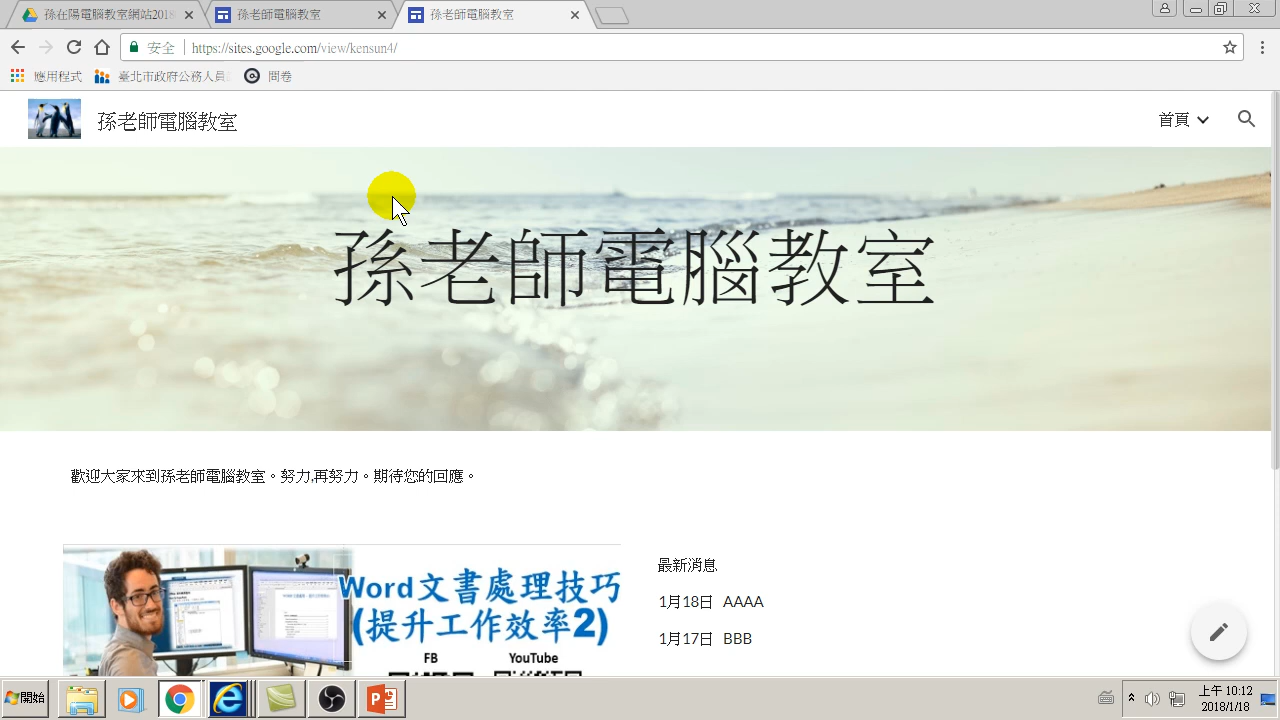 孫在陽電腦教室網站2018
孫老師電腦教室
孫老師電腦教室
安全
https://sites.google.com/view/kensun4/
應用程式
臺北市政府公務人員
問卷
孫老師電腦教室
首頁
孫老師電腦教室
歡迎大家來到孫老師電腦教室。努力,再努力。期待您的回應。
Word文書處理技巧
(提升工作效率2)
FB
YouTube
最新消息
1月18日 AAAA
1月17日 BBB
開始
上午 10:12
2018/1/18